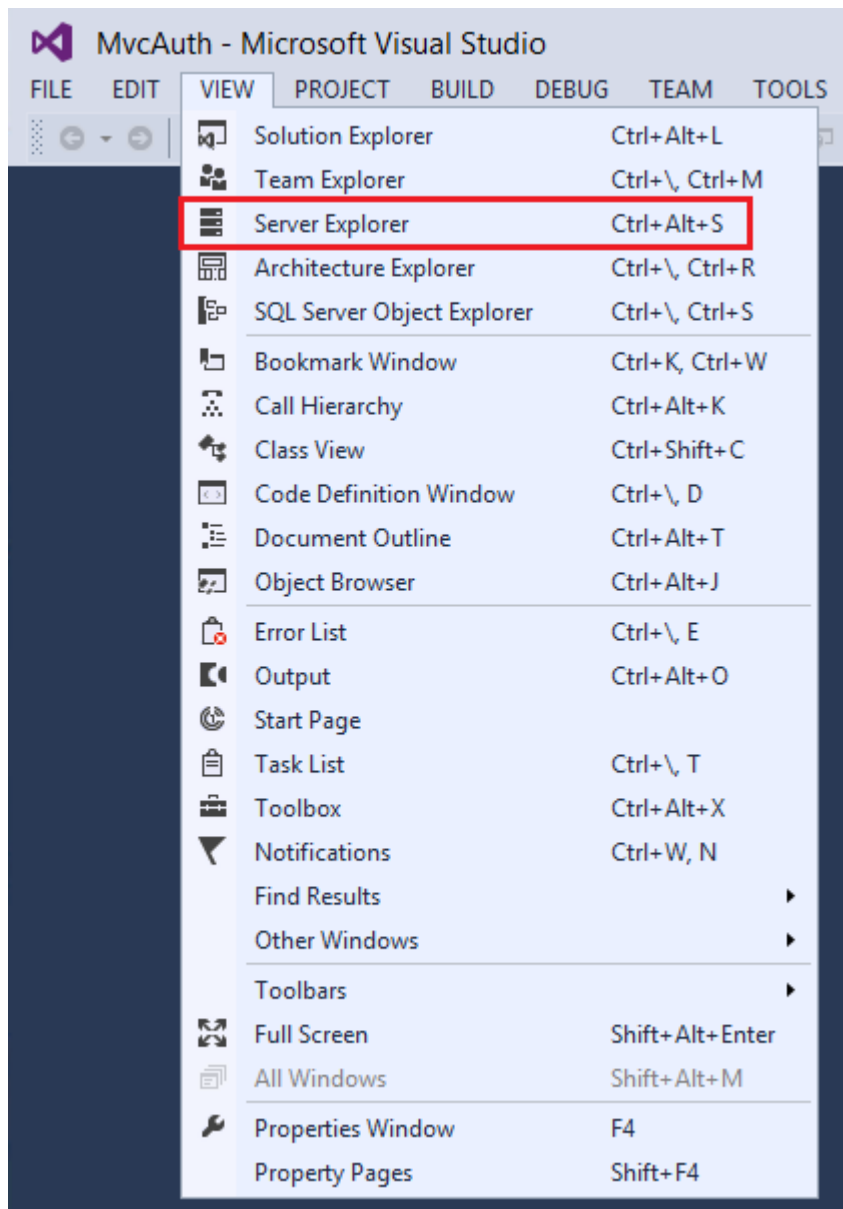 MvcAuth - Microsoft Visual Studio
FILE EDIT VIEW PROJECT BUILD DEBUG TEAM TOOLS
Solution Explorer Ctrl+Alt+L
Team Explorer Ctrl+\, Ctrl+M
Server Explorer Ctrl+Alt+S
Architecture Explorer Ctrl+\, Ctrl+R
SQL Server Object Explorer Ctrl+\, Ctrl+S
Bookmark Window Ctrl+K, Ctrl+W
Call Hierarchy Ctrl+Alt+K
Class View Ctrl+Shift+C
Code Definition Window Ctrl+\, D
Document Outline Ctrl+Alt+T
Object Browser Ctrl+Alt+J
Error List Ctrl+\, E
Output Ctrl+Alt+O
Start Page
Task List Ctrl+\, T
Toolbox Ctrl+Alt+X
Notifications Ctrl+W, N
Find Results
Other Windows
Toolbars
Full Screen Shift+Alt+Enter
All Windows Shift+Alt+M
Properties Window F4
Property Pages Shift+F4